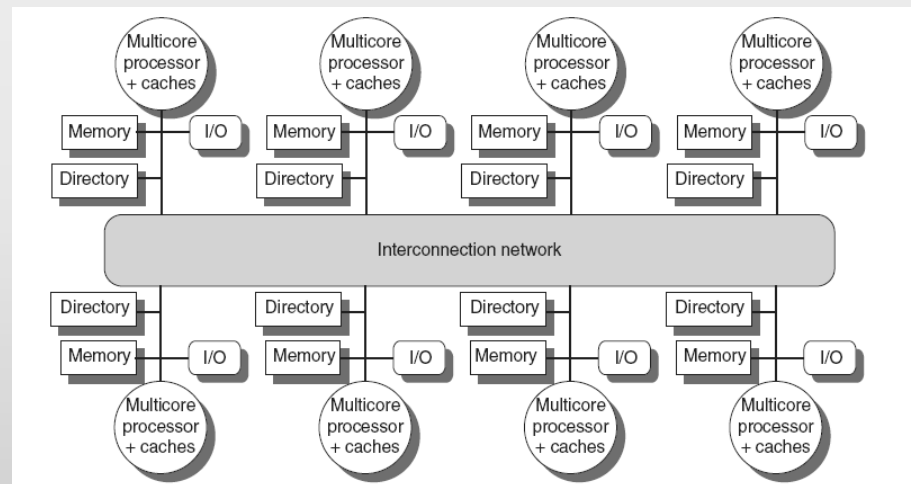 Multicore
processor
+ caches
Multicore
processor
+ caches
Multicore
processor
+ caches
Multicore
processor
+ caches
Memory
I/O
Memory
I/O
Memory
I/O
Memory
I/O
Directory
Directory
Directory
Directory
Interconnection network
Directory
Directory
Directory
Directory
Memory
I/O
Memory
I/O
Memory
I/O
Memory
I/O
Multicore
processor
+ caches
Multicore
processor
+ caches
Multicore
processor
+ caches
Multicore
processor
+ caches